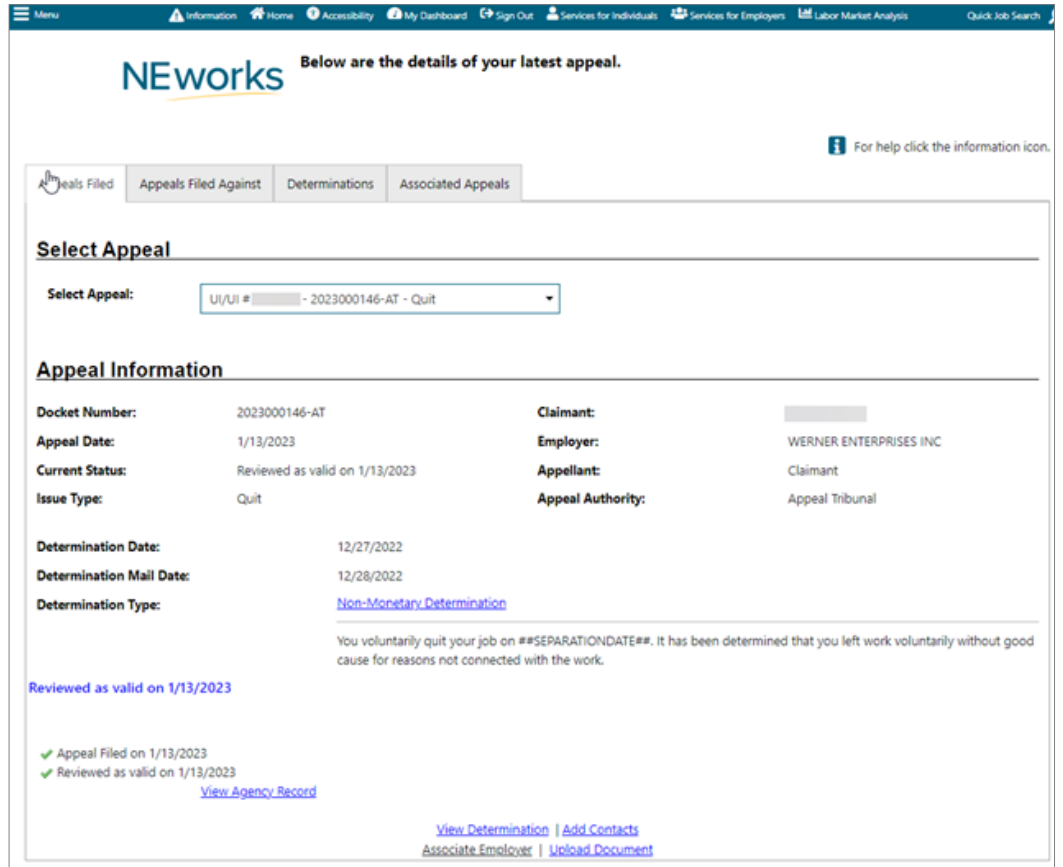 Menu Information Home Accessibility My Dashboard Sign Out Services for Individuals Services for Employers Labor Market Analysis Quick Job Search
NEworks
Below are the details of your latest appeal.
For help click the information icon.
Appeals Filed Appeals Filed Against Determinations Associated Appeals
Select Appeal
Select Appeal: UI/UI # - 2023000146-AT - Quit
Appeal Information
Docket Number: 2023000146-AT Claimant:
Appeal Date: 1/13/2023 Employer: WERNER ENTERPRISES INC
Current Status: Reviewed as valid on 1/13/2023 Appellant: Claimant
Issue Type: Quit Appeal Authority: Appeal Tribunal
Determination Date: 12/27/2022
Determination Mail Date: 12/28/2022
Determination Type: Non-Monetary Determination
You voluntarily quit your job on ##SEPARATIONDATE##. It has been determined that you left work voluntarily without good
cause for reasons not connected with the work.
Reviewed as valid on 1/13/2023
Appeal Filed on 1/13/2023
Reviewed as valid on 1/13/2023
View Agency Record
View Determination | Add Contacts
Associate Employer | Upload Document